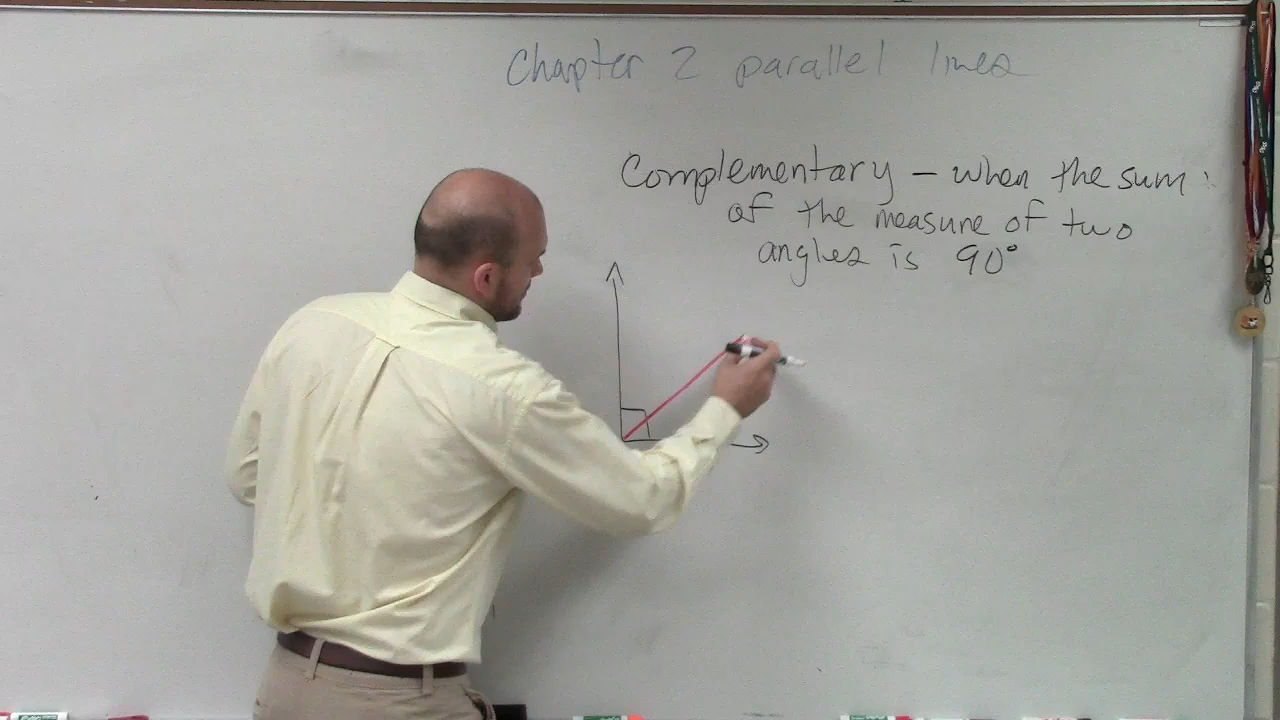 Chapter 2 parallel lines
Complementary – when the sum
of the measure of two
angles is 90°